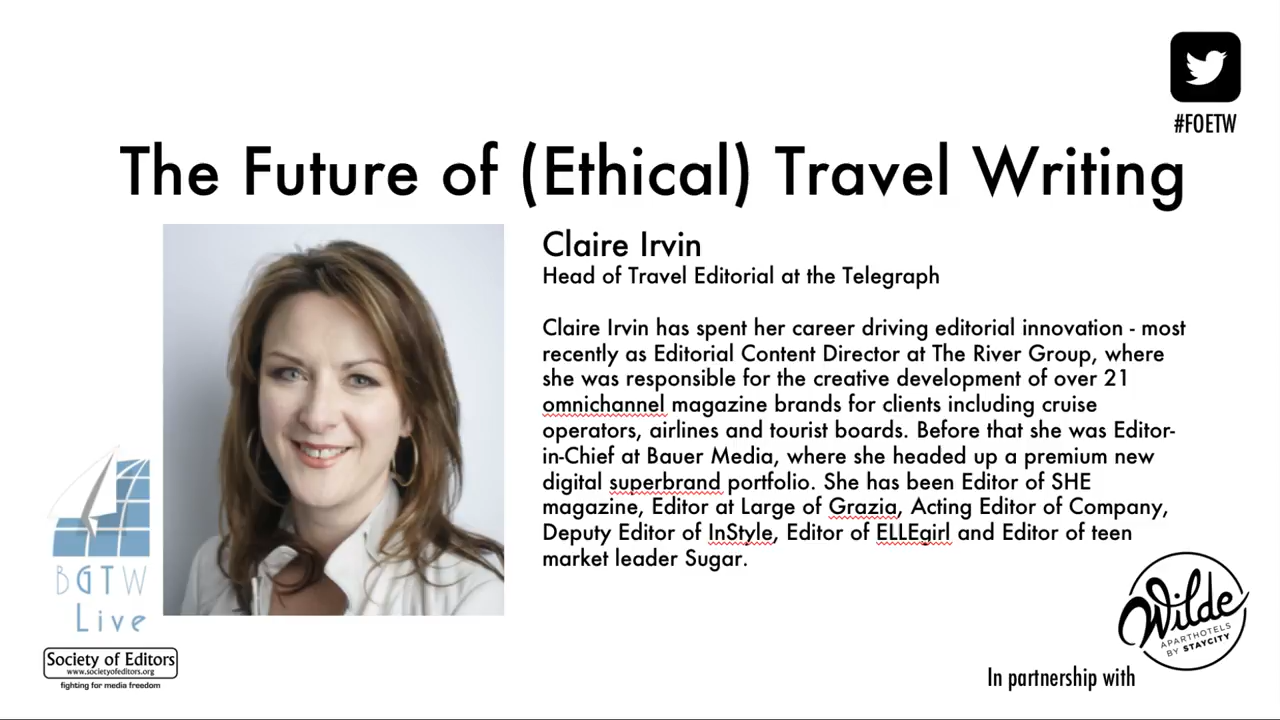 #FOETW
The Future of (Ethical) Travel Writing
Claire Irvin
Head of Travel Editorial at the Telegraph
Claire Irvin has spent her career driving editorial innovation - most
recently as Editorial Content Director at The River Group, where
she was responsible for the creative development of over 21
omnichannel magazine brands for clients including cruise
operators, airlines and tourist boards. Before that she was Editor-
in-Chief at Bauer Media, where she headed up a premium new
digital superbrand portfolio. She has been Editor of SHE
magazine, Editor at Large of Grazia, Acting Editor of Company,
Deputy Editor of InStyle, Editor of ELLEgirl and Editor of teen
market leader Sugar.
BGTW
Live
Society of Editors
www.societyofeditors.org
fighting for media freedom
Wilde
APARTHOTELS
BY STAYCITY
In partnership with